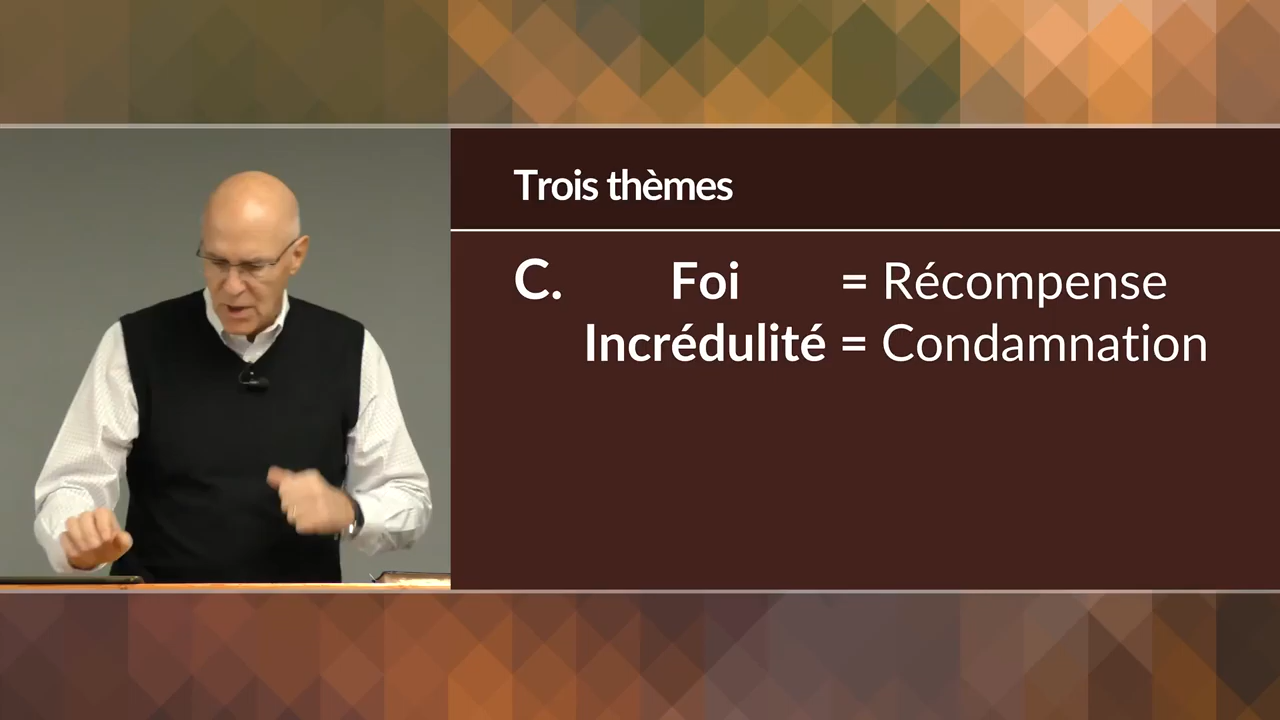 Trois thèmes
C. Foi = Récompense
Incrédulité = Condamnation